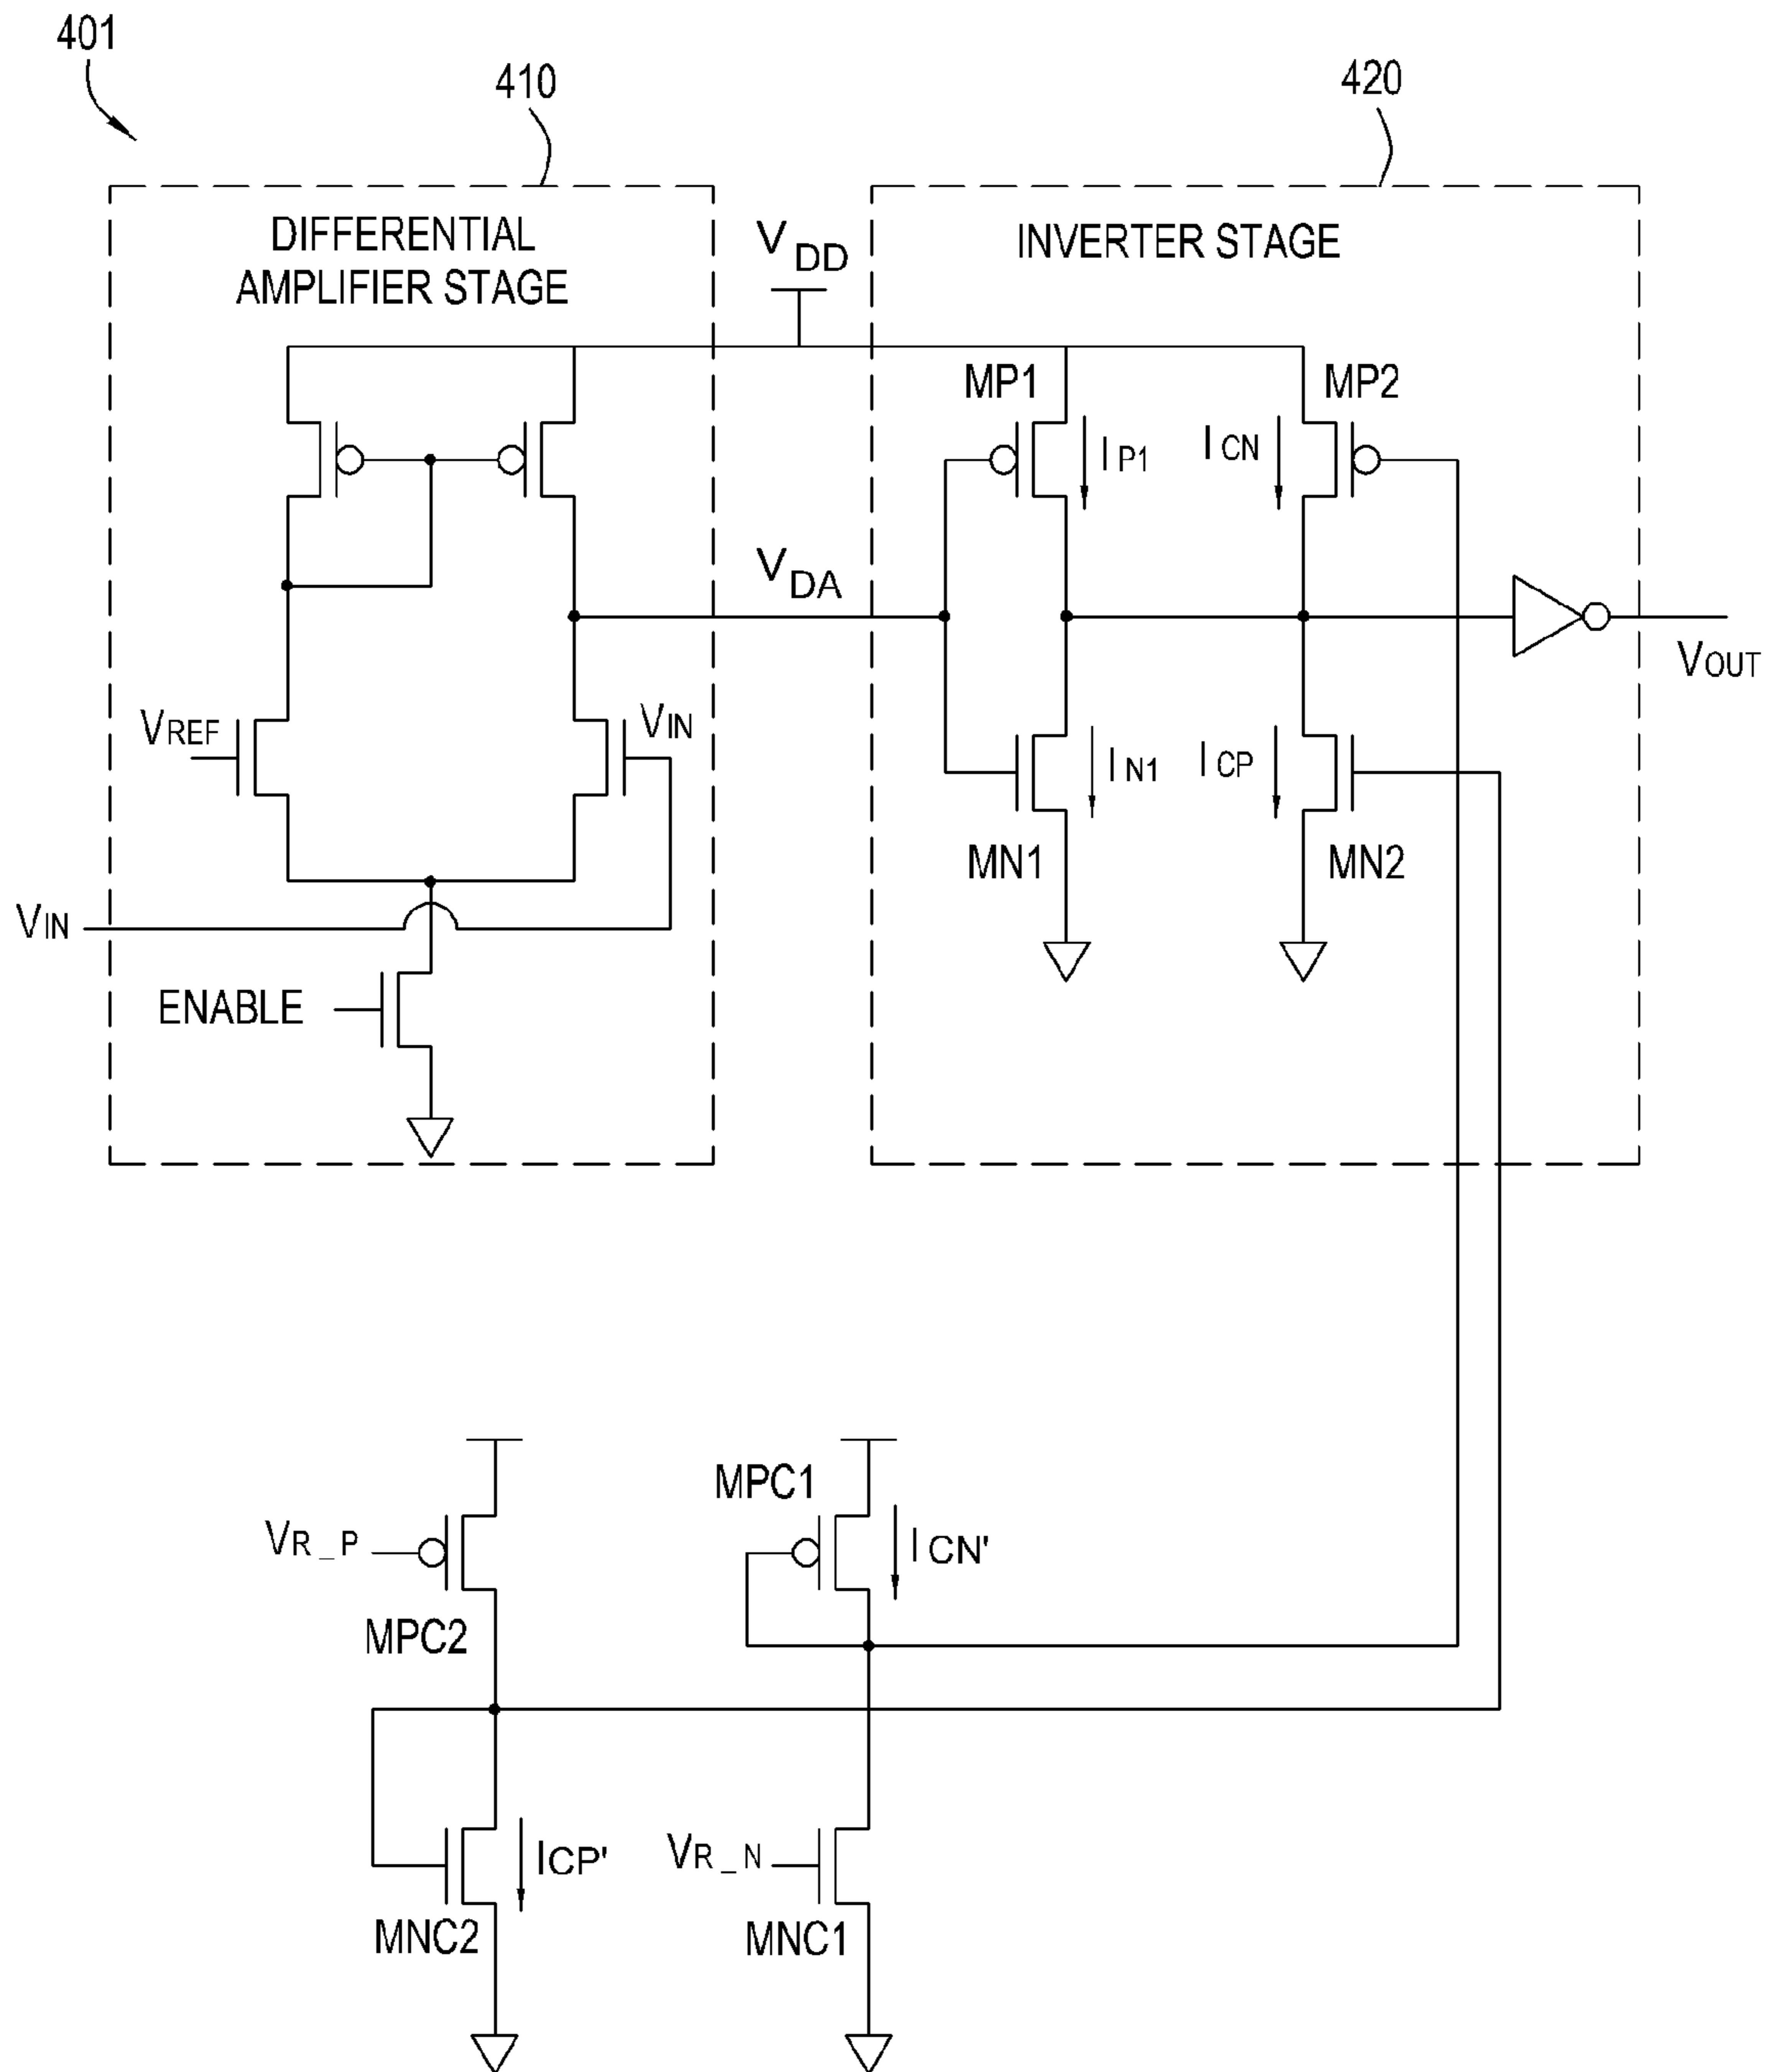 401
410
420
DIFFERENTIAL
AMPLIFIER STAGE
VDD
INVERTER STAGE
MP1
MP2
IP1
ICN
VDA
VREF
VIN
VOUT
IN1
ICP
MN1
MN2
VIN
ENABLE
MPC1
VR_P
ICN'
MPC2
ICP'
VR_N
MNC2
MNC1